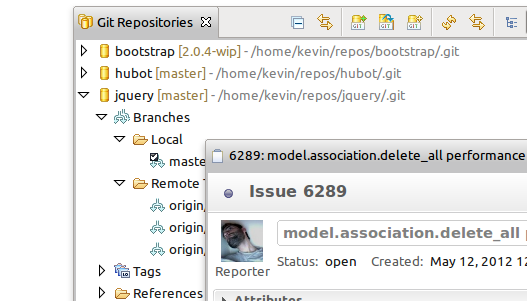 Git Repositories
bootstrap [2.0.4-wip] - /home/kevin/repos/bootstrap/.git
hubot [master] - /home/kevin/repos/hubot/.git
jquery [master] - /home/kevin/repos/jquery/.git
Branches
Local
maste
Remote
origin,
origin,
origin,
Tags
References
6289: model.association.delete_all performance
Issue 6289
model.association.delete_all
Reporter
Status: open Created: May 12, 2012 12
Attributes